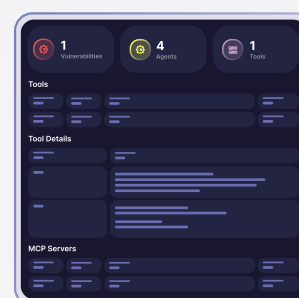 1
Vulnerabilities
4
Agents
1
Tools
Tools
Tool Details
MCP Servers